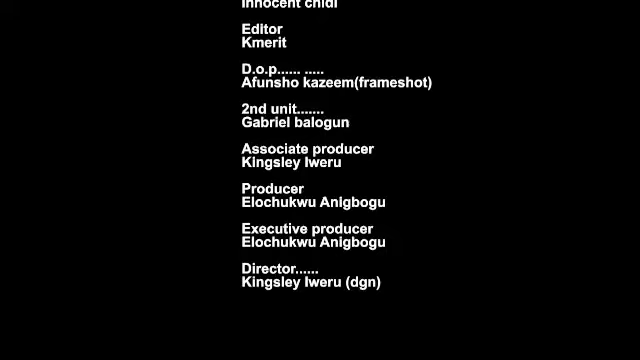 Innocent chidi
Editor
Kmerit
D.o.p...... .....
Afunsho kazeem(frameshot)
2nd unit.......
Gabriel balogun
Associate producer
Kingsley Iweru
Producer
Elochukwu Anigbogu
Executive producer
Elochukwu Anigbogu
Director......
Kingsley Iweru (dgn)